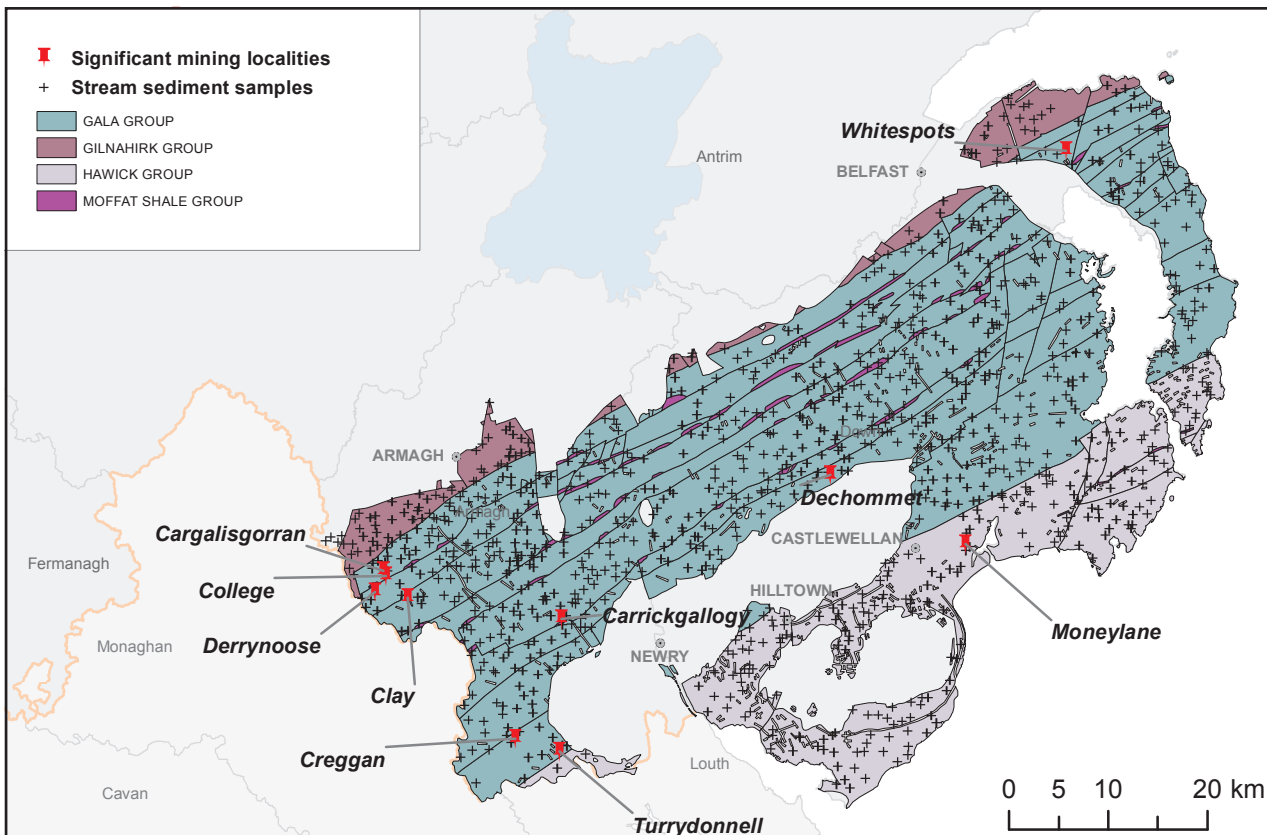 Significant mining localities
Stream sediment samples
GALA GROUP
GILNAHIRK GROUP
HAWICK GROUP
MOFFAT SHALE GROUP
Whitespots
Antrim
BELFAST
Down
ARMAGH
Dechommet
Armagh
Cargalisgorran
CASTLEWELLAN
Fermanagh
College
HILLTOWN
Carrickgallogy
Derrynoose
Moneylane
Monaghan
NEWRY
Clay
Creggan
Louth
Cavan
0 5 10 20 km
Turrydonnell